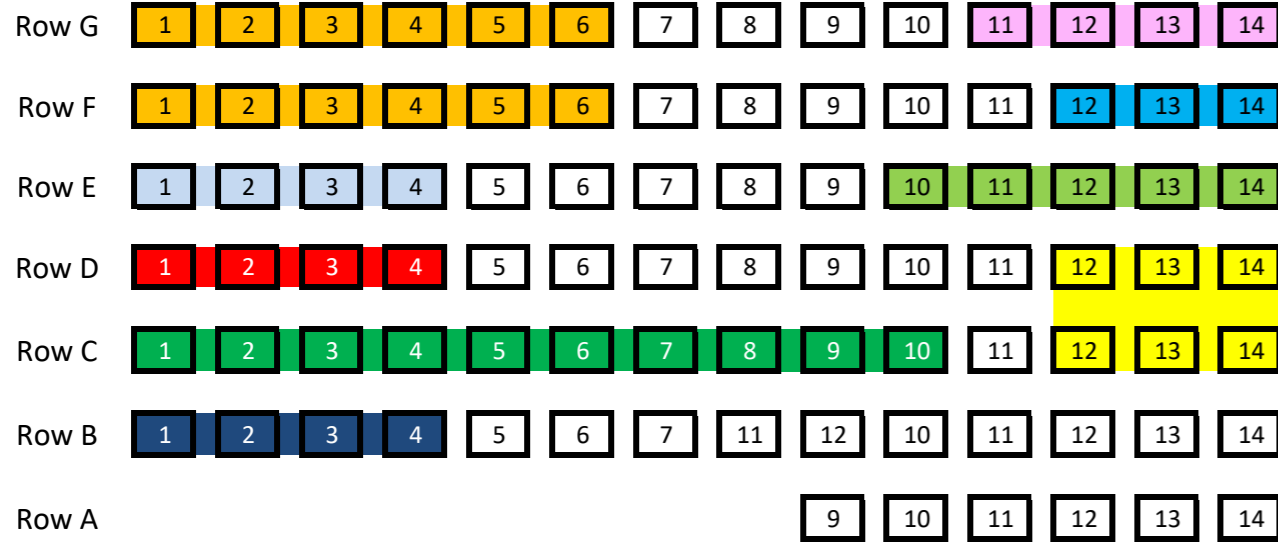 Row G 1 2 3 4 5 6 7 8 9 10 11 12 13 14
Row F 1 2 3 4 5 6 7 8 9 10 11 12 13 14
Row E 1 2 3 4 5 6 7 8 9 10 11 12 13 14
Row D 1 2 3 4 5 6 7 8 9 10 11 12 13 14
Row C 1 2 3 4 5 6 7 8 9 10 11 12 13 14
Row B 1 2 3 4 5 6 7 11 12 10 11 12 13 14
Row A 9 10 11 12 13 14